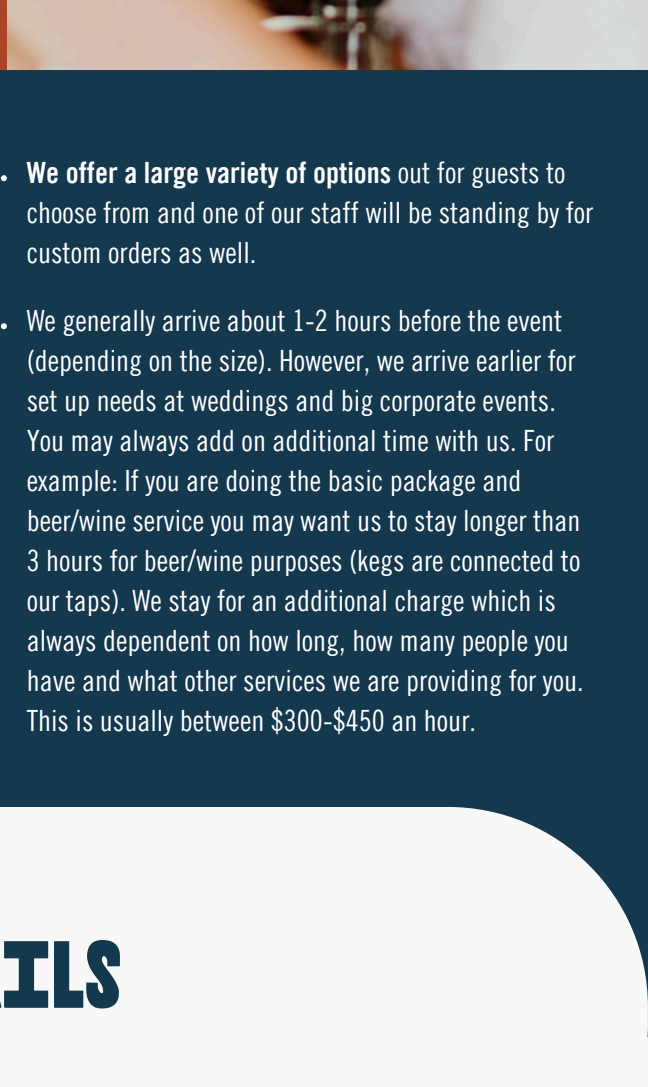 • We offer a large variety of options out for guests to
choose from and one of our staff will be standing by for
custom orders as well.
• We generally arrive about 1-2 hours before the event
(depending on the size). However, we arrive earlier for
set up needs at weddings and big corporate events.
You may always add on additional time with us. For
example: If you are doing the basic package and
beer/wine service you may want us to stay longer than
3 hours for beer/wine purposes (kegs are connected to
our taps). We stay for an additional charge which is
always dependent on how long, how many people you
have and what other services we are providing for you.
This is usually between $300-$450 an hour.
ILS